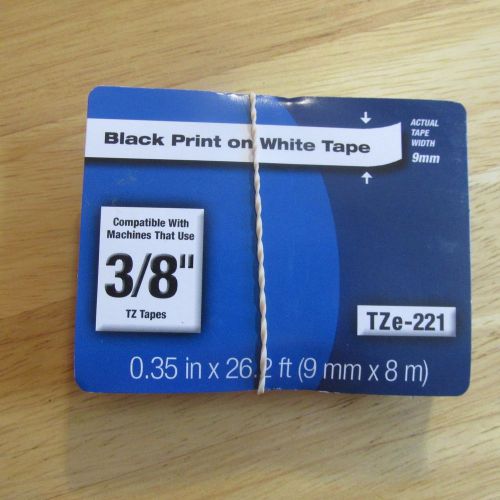 Black Print on White Tape
ACTUAL
TAPE
WIDTH
9mm
Compatible With
Machines That Use
3/8"
TZ Tapes
TZe-221
0.35 in x 26.2 ft (9 mm x 8 m)